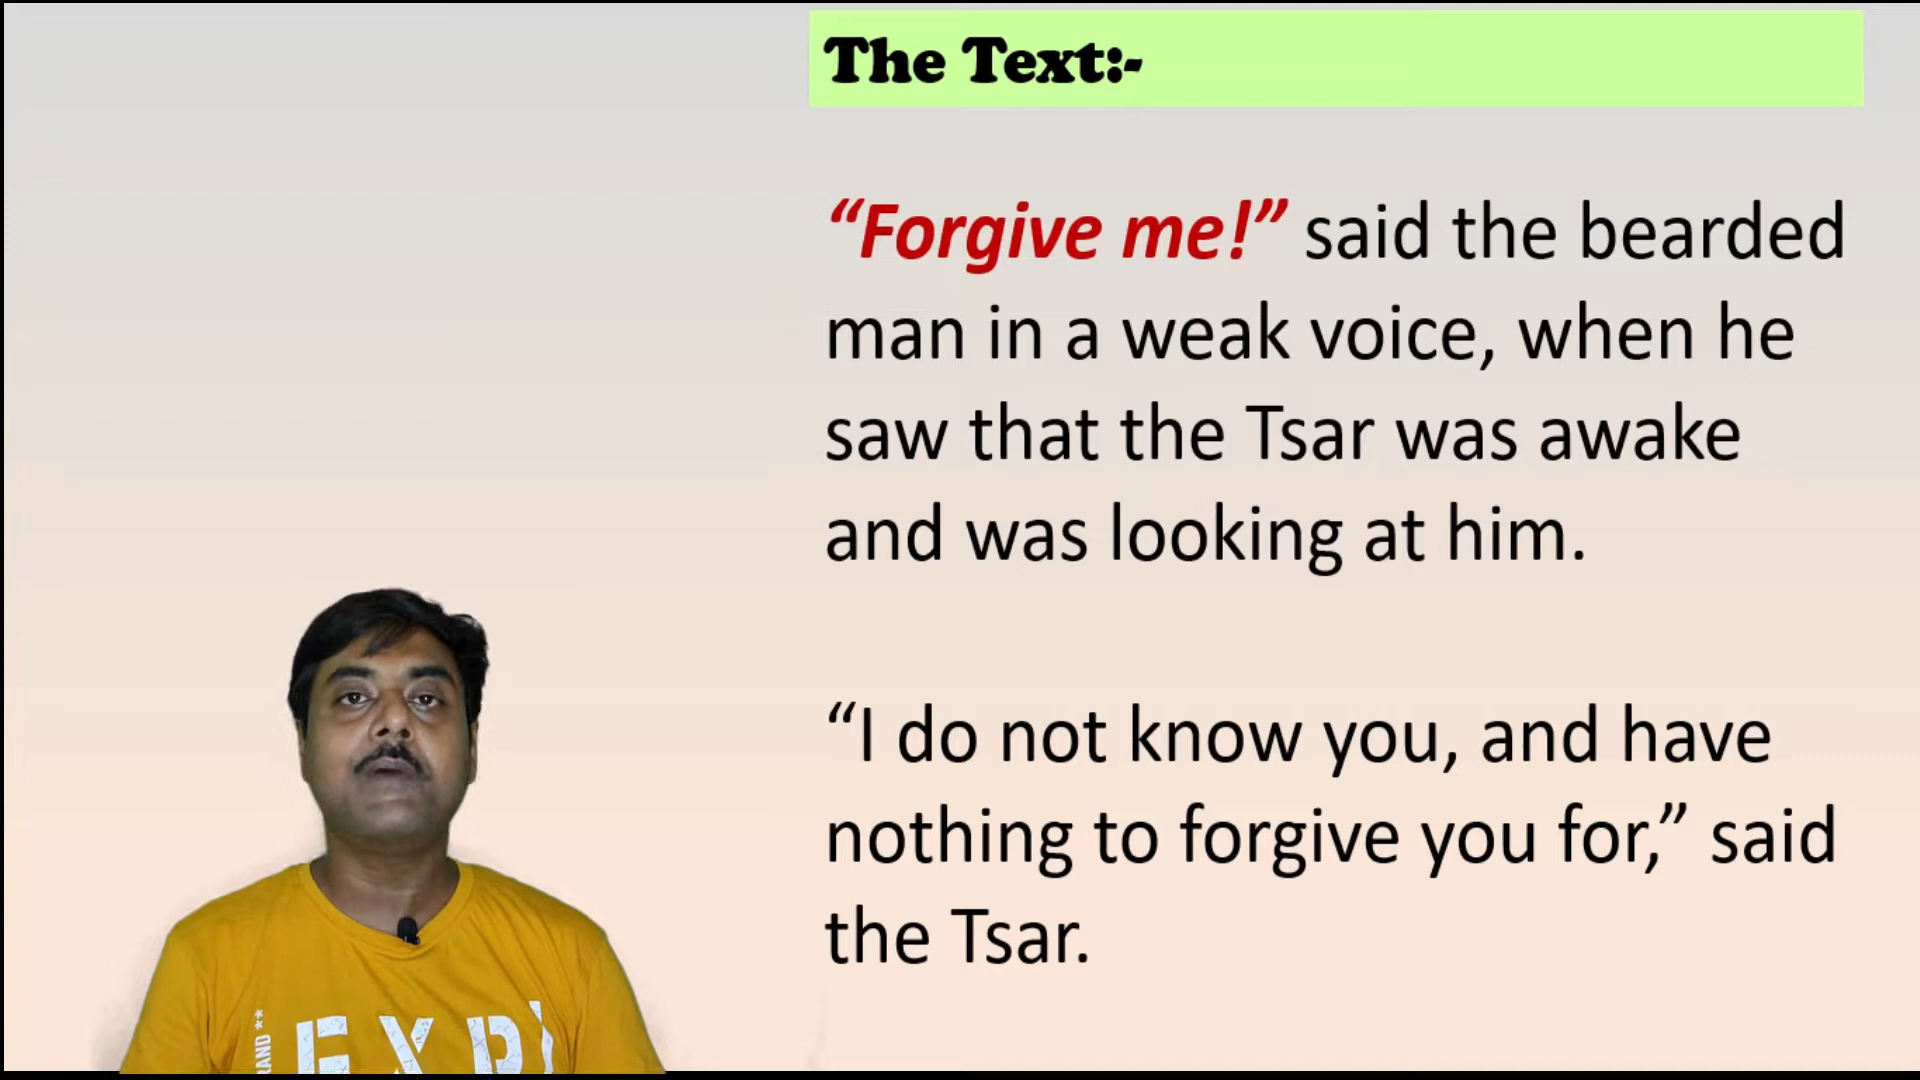 The Text:-
“Forgive me!” said the bearded
man in a weak voice, when he
saw that the Tsar was awake
and was looking at him.
“I do not know you, and have
nothing to forgive you for,” said
the Tsar.
RAND **
EXP